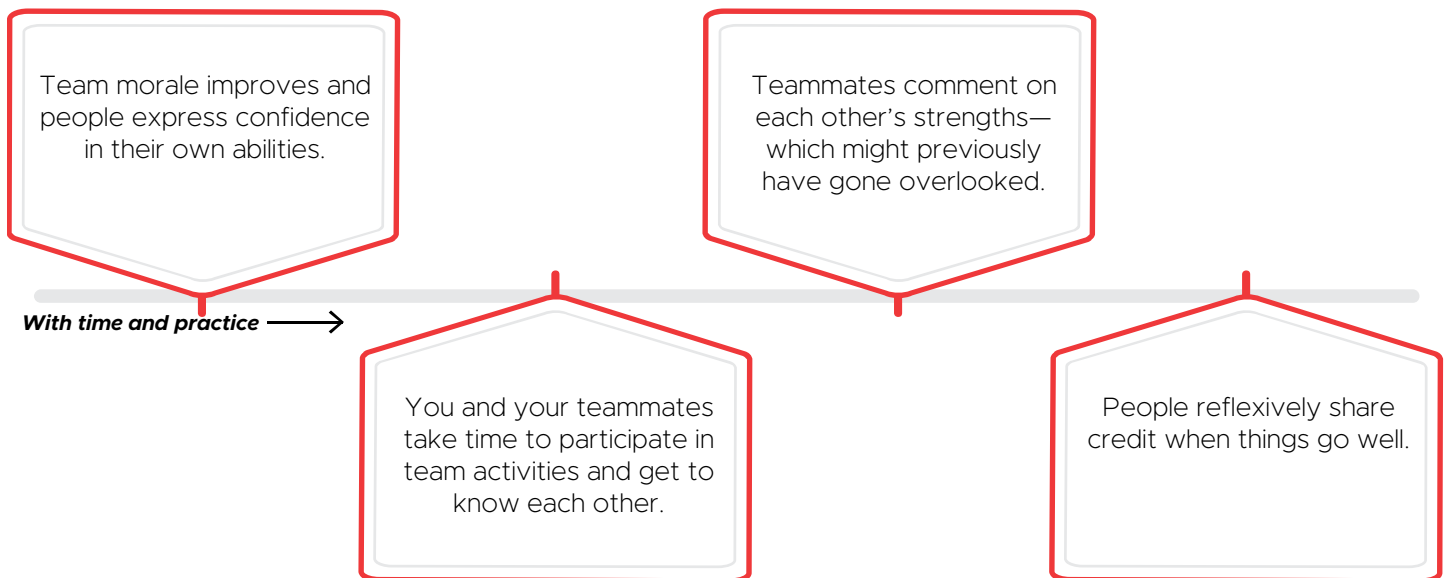 Team morale improves and
people express confidence
in their own abilities.
Teammates comment on
each other’s strengths—
which might previously
have gone overlooked.
With time and practice
You and your teammates
take time to participate in
team activities and get to
know each other.
People reflexively share
credit when things go well.